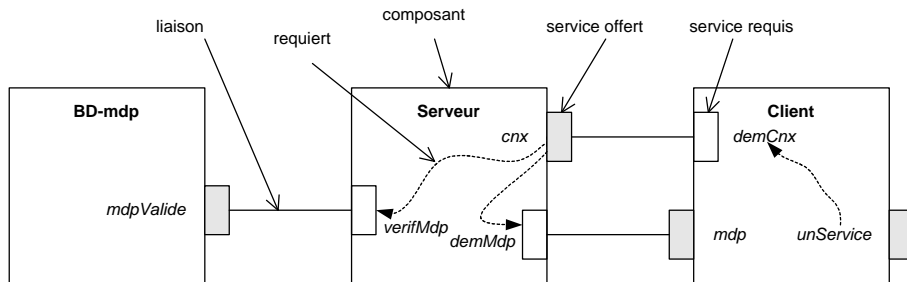 composant
liaison
requiert
service offert
service requis
BD-mdp
Serveur
Client
cnx
demCnx
mdpValide
verifMdp
demMdp
mdp
unService